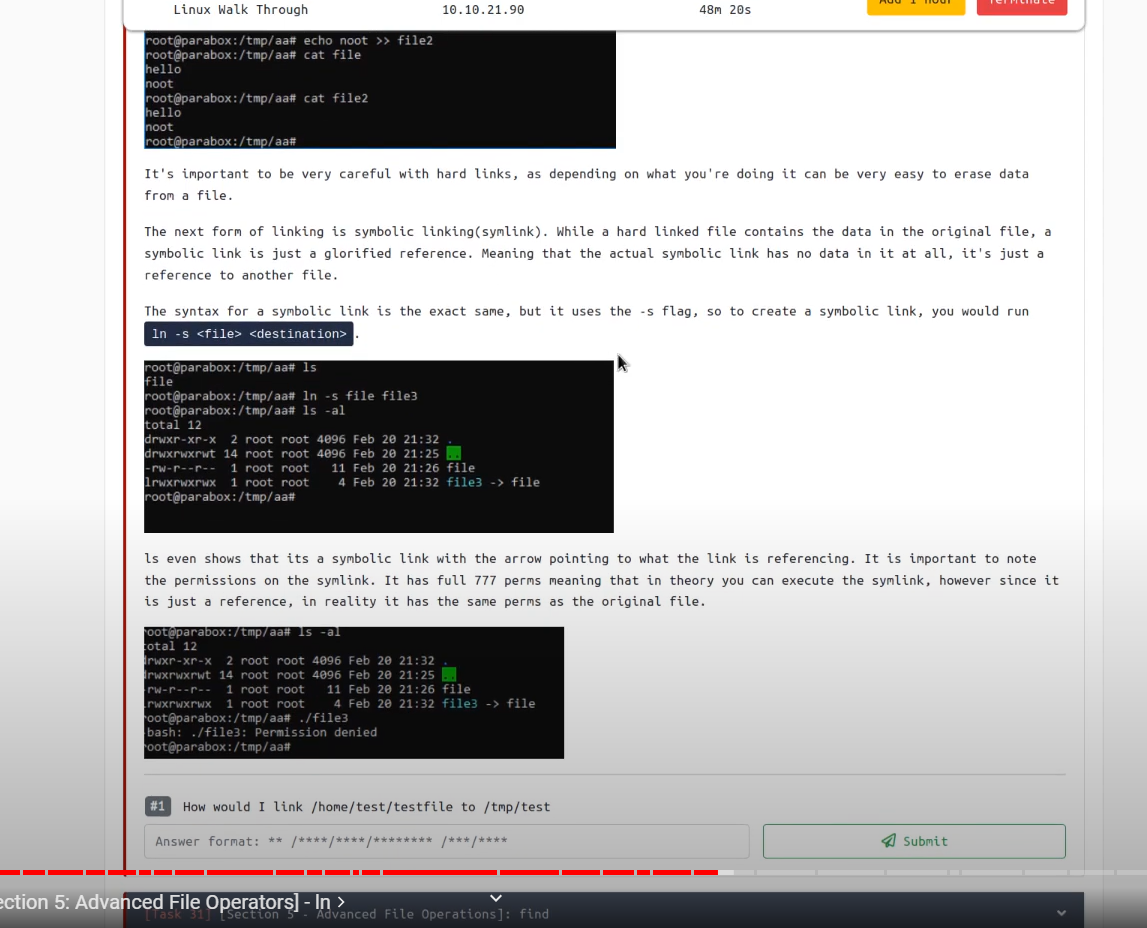 Linux Walk Through 10.10.21.90 48m 20s Add 1 hour Terminate
root@parabox:/tmp/aa# echo noot >> file2
root@parabox:/tmp/aa# cat file
hello
noot
root@parabox:/tmp/aa# cat file2
hello
noot
root@parabox:/tmp/aa#
It's important to be very careful with hard links, as depending on what you're doing it can be very easy to erase data
from a file.
The next form of linking is symbolic linking(symlink). While a hard linked file contains the data in the original file, a
symbolic link is just a glorified reference. Meaning that the actual symbolic link has no data in it at all, it's just a
reference to another file.
The syntax for a symbolic link is the exact same, but it uses the -s flag, so to create a symbolic link, you would run
ln -s <file> <destination> .
root@parabox:/tmp/aa# ls
file
root@parabox:/tmp/aa# ln -s file file3
root@parabox:/tmp/aa# ls -al
total 12
drwxr-xr-x 2 root root 4096 Feb 20 21:32 .
drwxrwxrwt 14 root root 4096 Feb 20 21:25 ..
-rw-r--r-- 1 root root 11 Feb 20 21:26 file
lrwxrwxrwx 1 root root 4 Feb 20 21:32 file3 -> file
root@parabox:/tmp/aa#
ls even shows that its a symbolic link with the arrow pointing to what the link is referencing. It is important to note
the permissions on the symlink. It has full 777 perms meaning that in theory you can execute the symlink, however since it
is just a reference, in reality it has the same perms as the original file.
root@parabox:/tmp/aa# ls -al
total 12
drwxr-xr-x 2 root root 4096 Feb 20 21:32 .
drwxrwxrwt 14 root root 4096 Feb 20 21:25 ..
-rw-r--r-- 1 root root 11 Feb 20 21:26 file
lrwxrwxrwx 1 root root 4 Feb 20 21:32 file3 -> file
root@parabox:/tmp/aa# ./file3
-bash: ./file3: Permission denied
root@parabox:/tmp/aa#
#1 How would I link /home/test/testfile to /tmp/test
Answer format: ** /****/****/******** /***/**** Submit
ection 5: Advanced File Operators] - ln >
[Task 31] [Section 5 - Advanced File Operations]: find